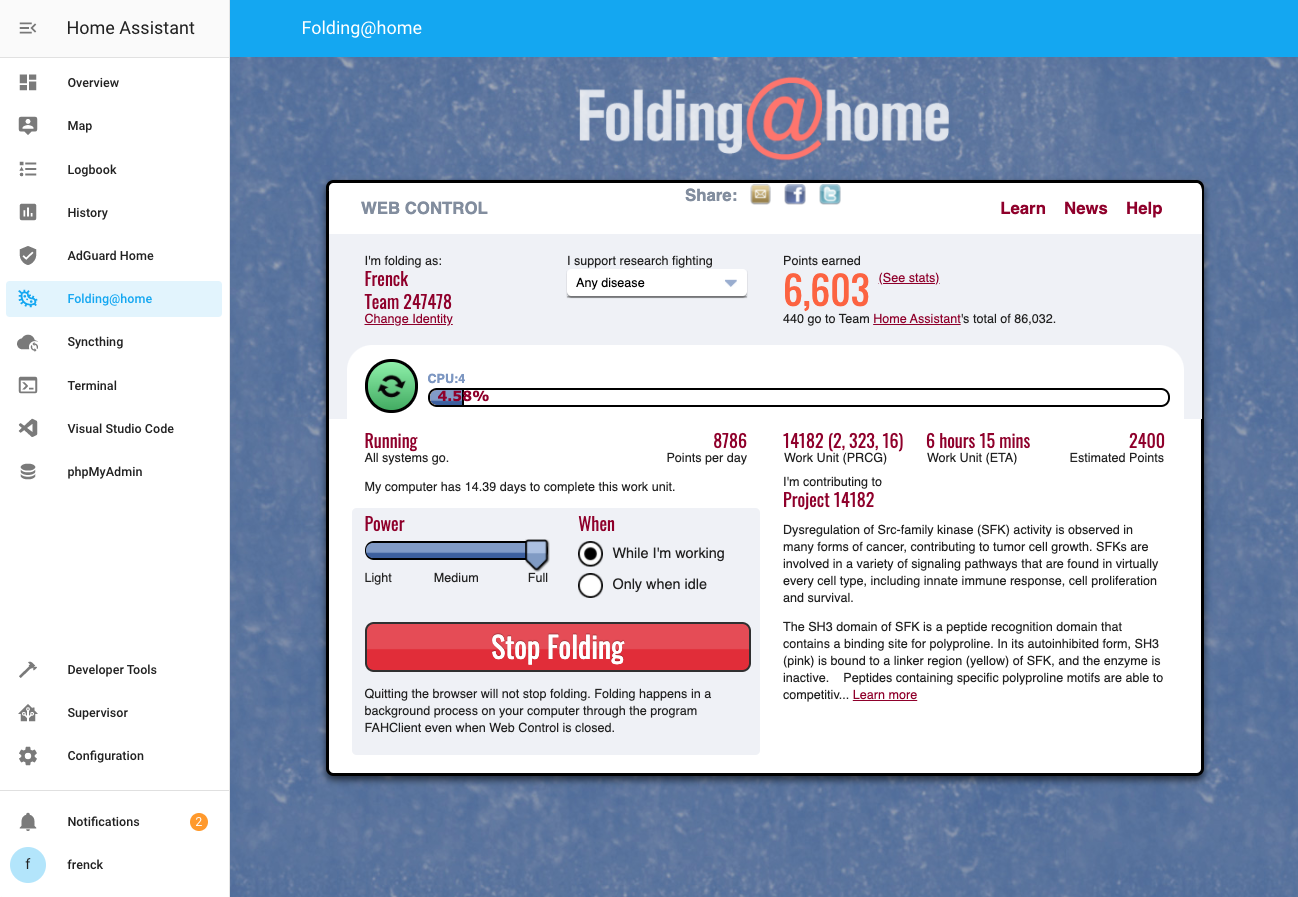 Home Assistant
Folding@home
Overview
Map
Logbook
History
AdGuard Home
Folding@home
Syncthing
Terminal
Visual Studio Code
phpMyAdmin
Developer Tools
Supervisor
Configuration
Notifications 2
f frenck
Folding@home
WEB CONTROL
Share:
Learn News Help
I'm folding as:
Frenck
Team 247478
Change Identity
I support research fighting
Any disease
Points earned
6,603 (See stats)
440 go to Team Home Assistant's total of 86,032.
CPU:4
4.58%
Running
All systems go.
8786
Points per day
My computer has 14.39 days to complete this work unit.
Power
Light Medium Full
When
While I'm working
Only when idle
Stop Folding
Quitting the browser will not stop folding. Folding happens in a
background process on your computer through the program
FAHClient even when Web Control is closed.
14182 (2, 323, 16) 6 hours 15 mins 2400
Work Unit (PRCG) Work Unit (ETA) Estimated Points
I'm contributing to
Project 14182
Dysregulation of Src-family kinase (SFK) activity is observed in
many forms of cancer, contributing to tumor cell growth. SFKs are
involved in a variety of signaling pathways that are found in virtually
every cell type, including innate immune response, cell proliferation
and survival.
The SH3 domain of SFK is a peptide recognition domain that
contains a binding site for polyproline. In its autoinhibited form, SH3
(pink) is bound to a linker region (yellow) of SFK, and the enzyme is
inactive. Peptides containing specific polyproline motifs are able to
competitiv... Learn more